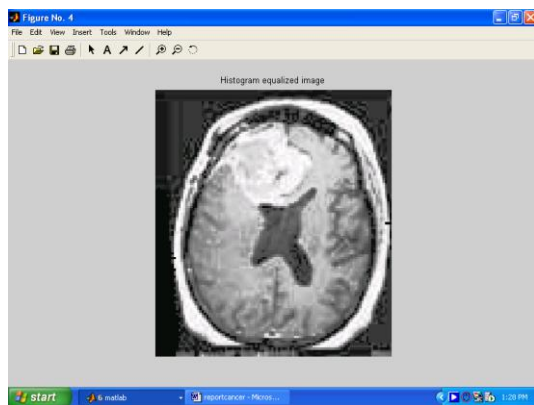 Figure No. 4
File Edit View Insert Tools Window Help
A
Histogram equalized image
start
6 matlab
reportcancer - Micros...
1:20 PM